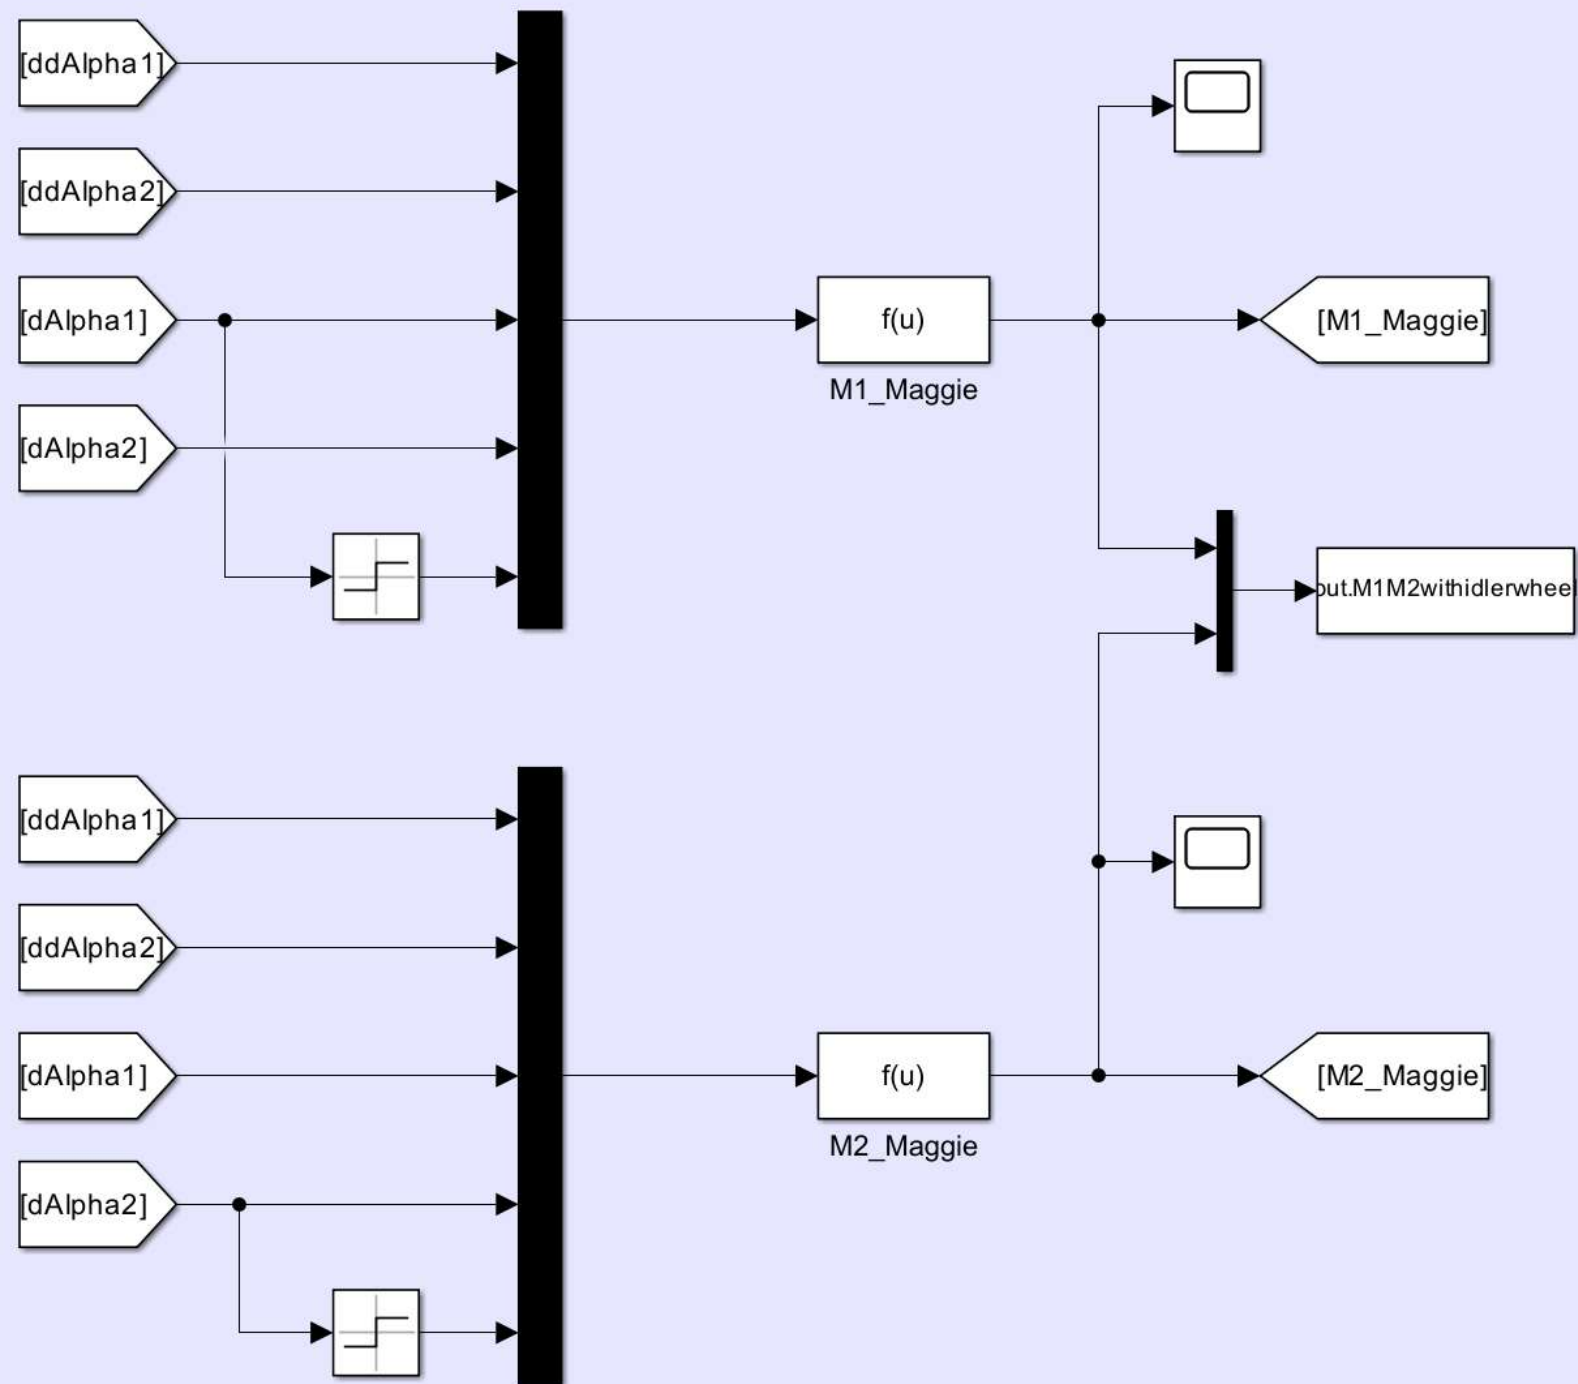 [ddAlpha1]
[ddAlpha2]
[dAlpha1]
[dAlpha2]
f(u)
M1_Maggie
[M1_Maggie]
out.M1M2withidlerwheel
[ddAlpha1]
[ddAlpha2]
[dAlpha1]
[dAlpha2]
f(u)
M2_Maggie
[M2_Maggie]